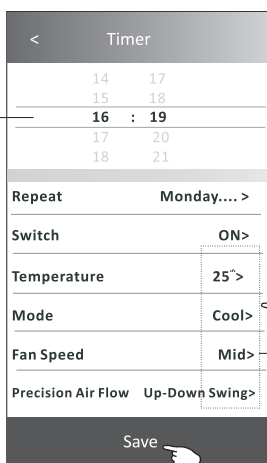 < Timer
14 17
15 18
16 : 19
17 20
18 21
Repeat Monday.... >
Switch ON>
Temperature 25 >
Mode Cool>
Fan Speed Mid>
Precision Air Flow Up-Down Swing>
Save